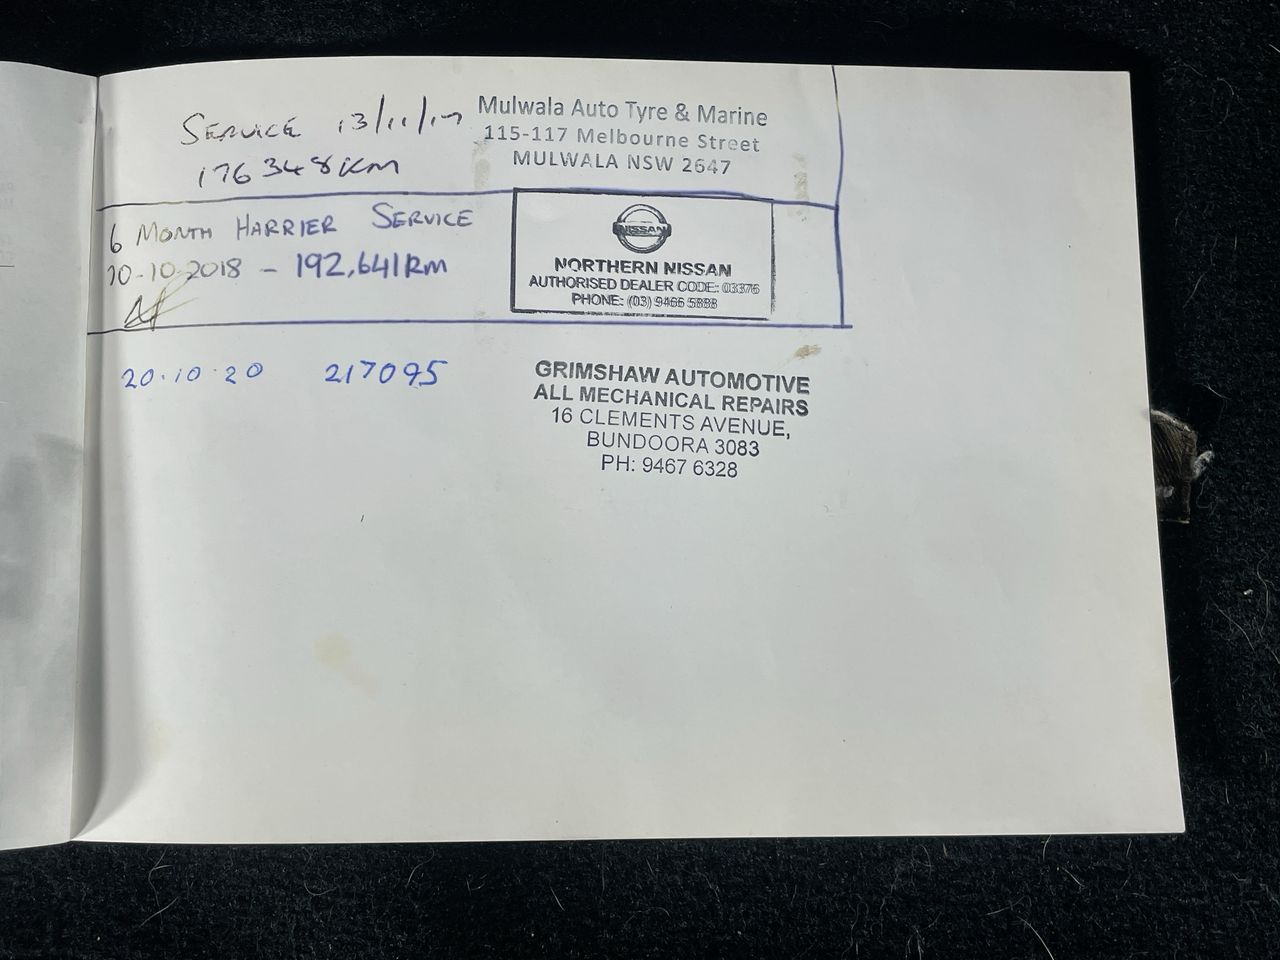 SERVICE 13/11/17
176348KM
Mulwala Auto Tyre & Marine
115-117 Melbourne Street
MULWALA NSW 2647
6 MONTH HARRIER SERVICE
20-10-2018 - 192,641KM
NISSAN
NORTHERN NISSAN
AUTHORISED DEALER CODE: 03376
PHONE: (03) 9466 5888
20.10.20 217095
GRIMSHAW AUTOMOTIVE
ALL MECHANICAL REPAIRS
16 CLEMENTS AVENUE,
BUNDOORA 3083
PH: 9467 6328